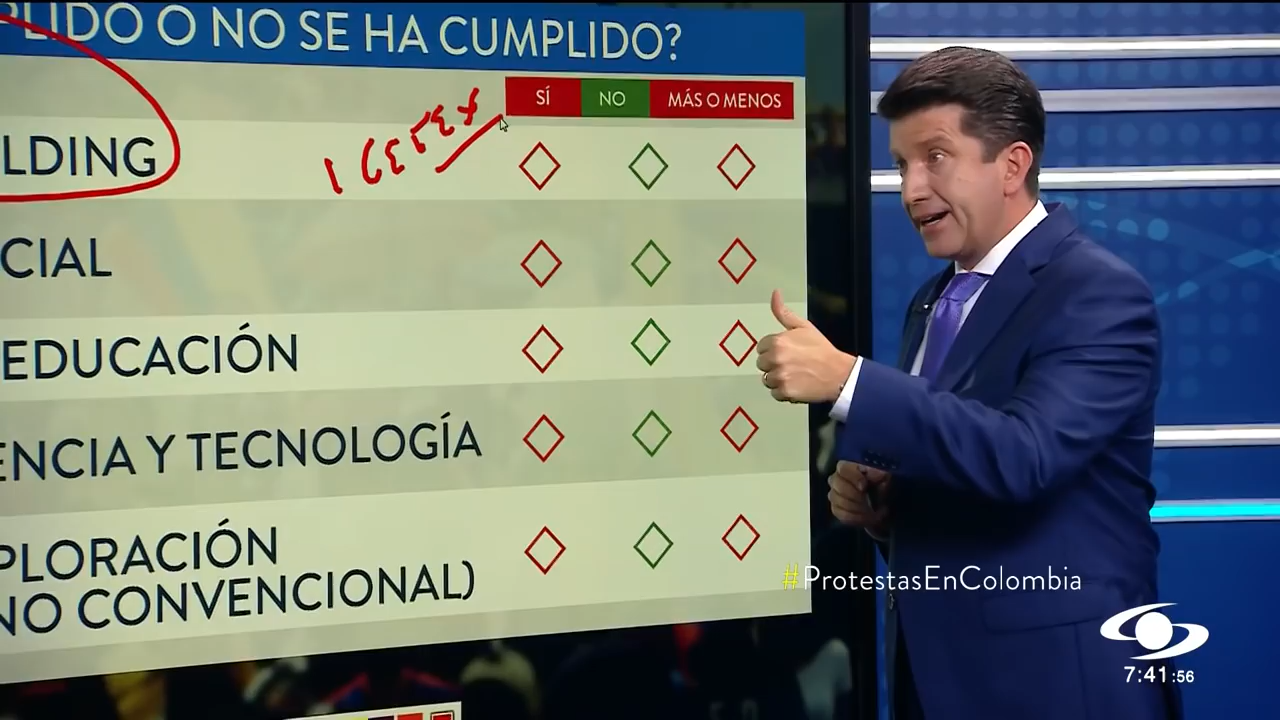 PLIDO O NO SE HA CUMPLIDO?
SÍ NO MÁS O MENOS
ICETEX
LDING
CIAL
EDUCACIÓN
ENCIA Y TECNOLOGÍA
PLORACIÓN
NO CONVENCIONAL)
#ProtestasEnColombia
7:41:56